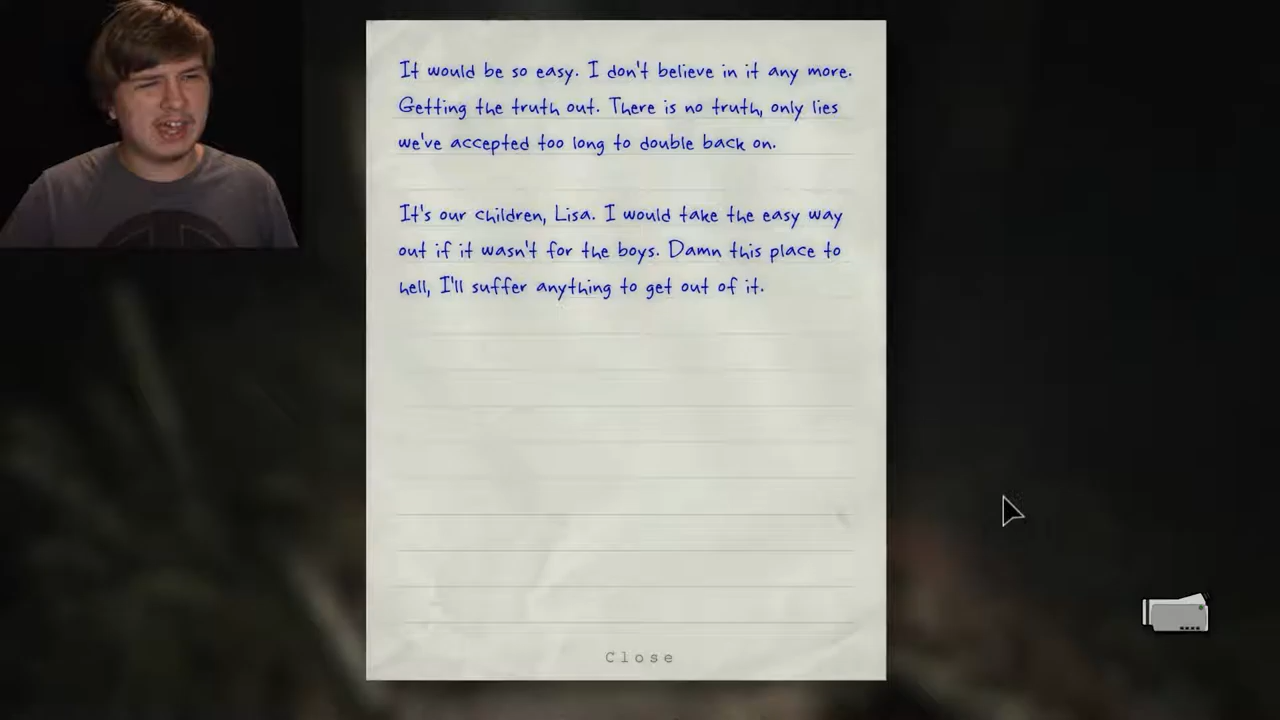 It would be so easy. I don't believe in it any more.
Getting the truth out. There is no truth, only lies
we've accepted too long to double back on.
It's our children, Lisa. I would take the easy way
out if it wasn't for the boys. Damn this place to
hell, I'll suffer anything to get out of it.
Close